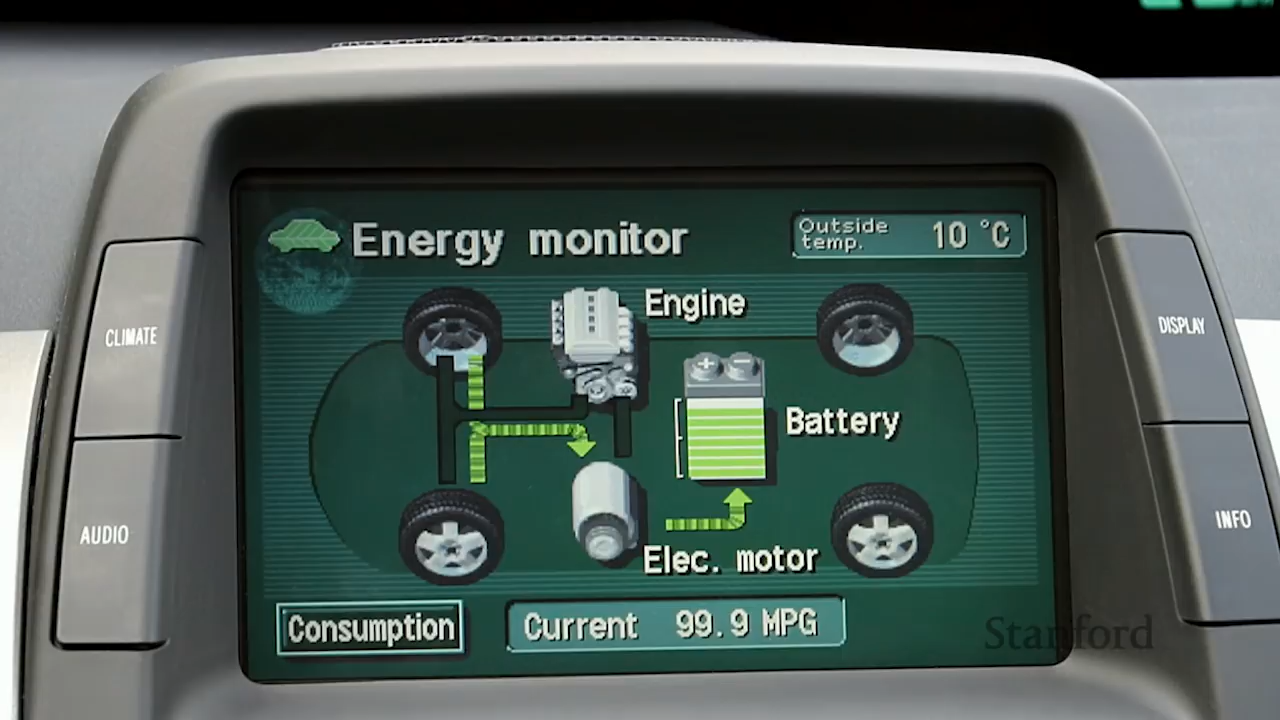 Energy monitor
Outside
temp.
10 °C
CLIMATE
Engine
DISPLAY
+ −
Battery
AUDIO
INFO
Elec. motor
Consumption
Current 99.9 MPG
Stanford